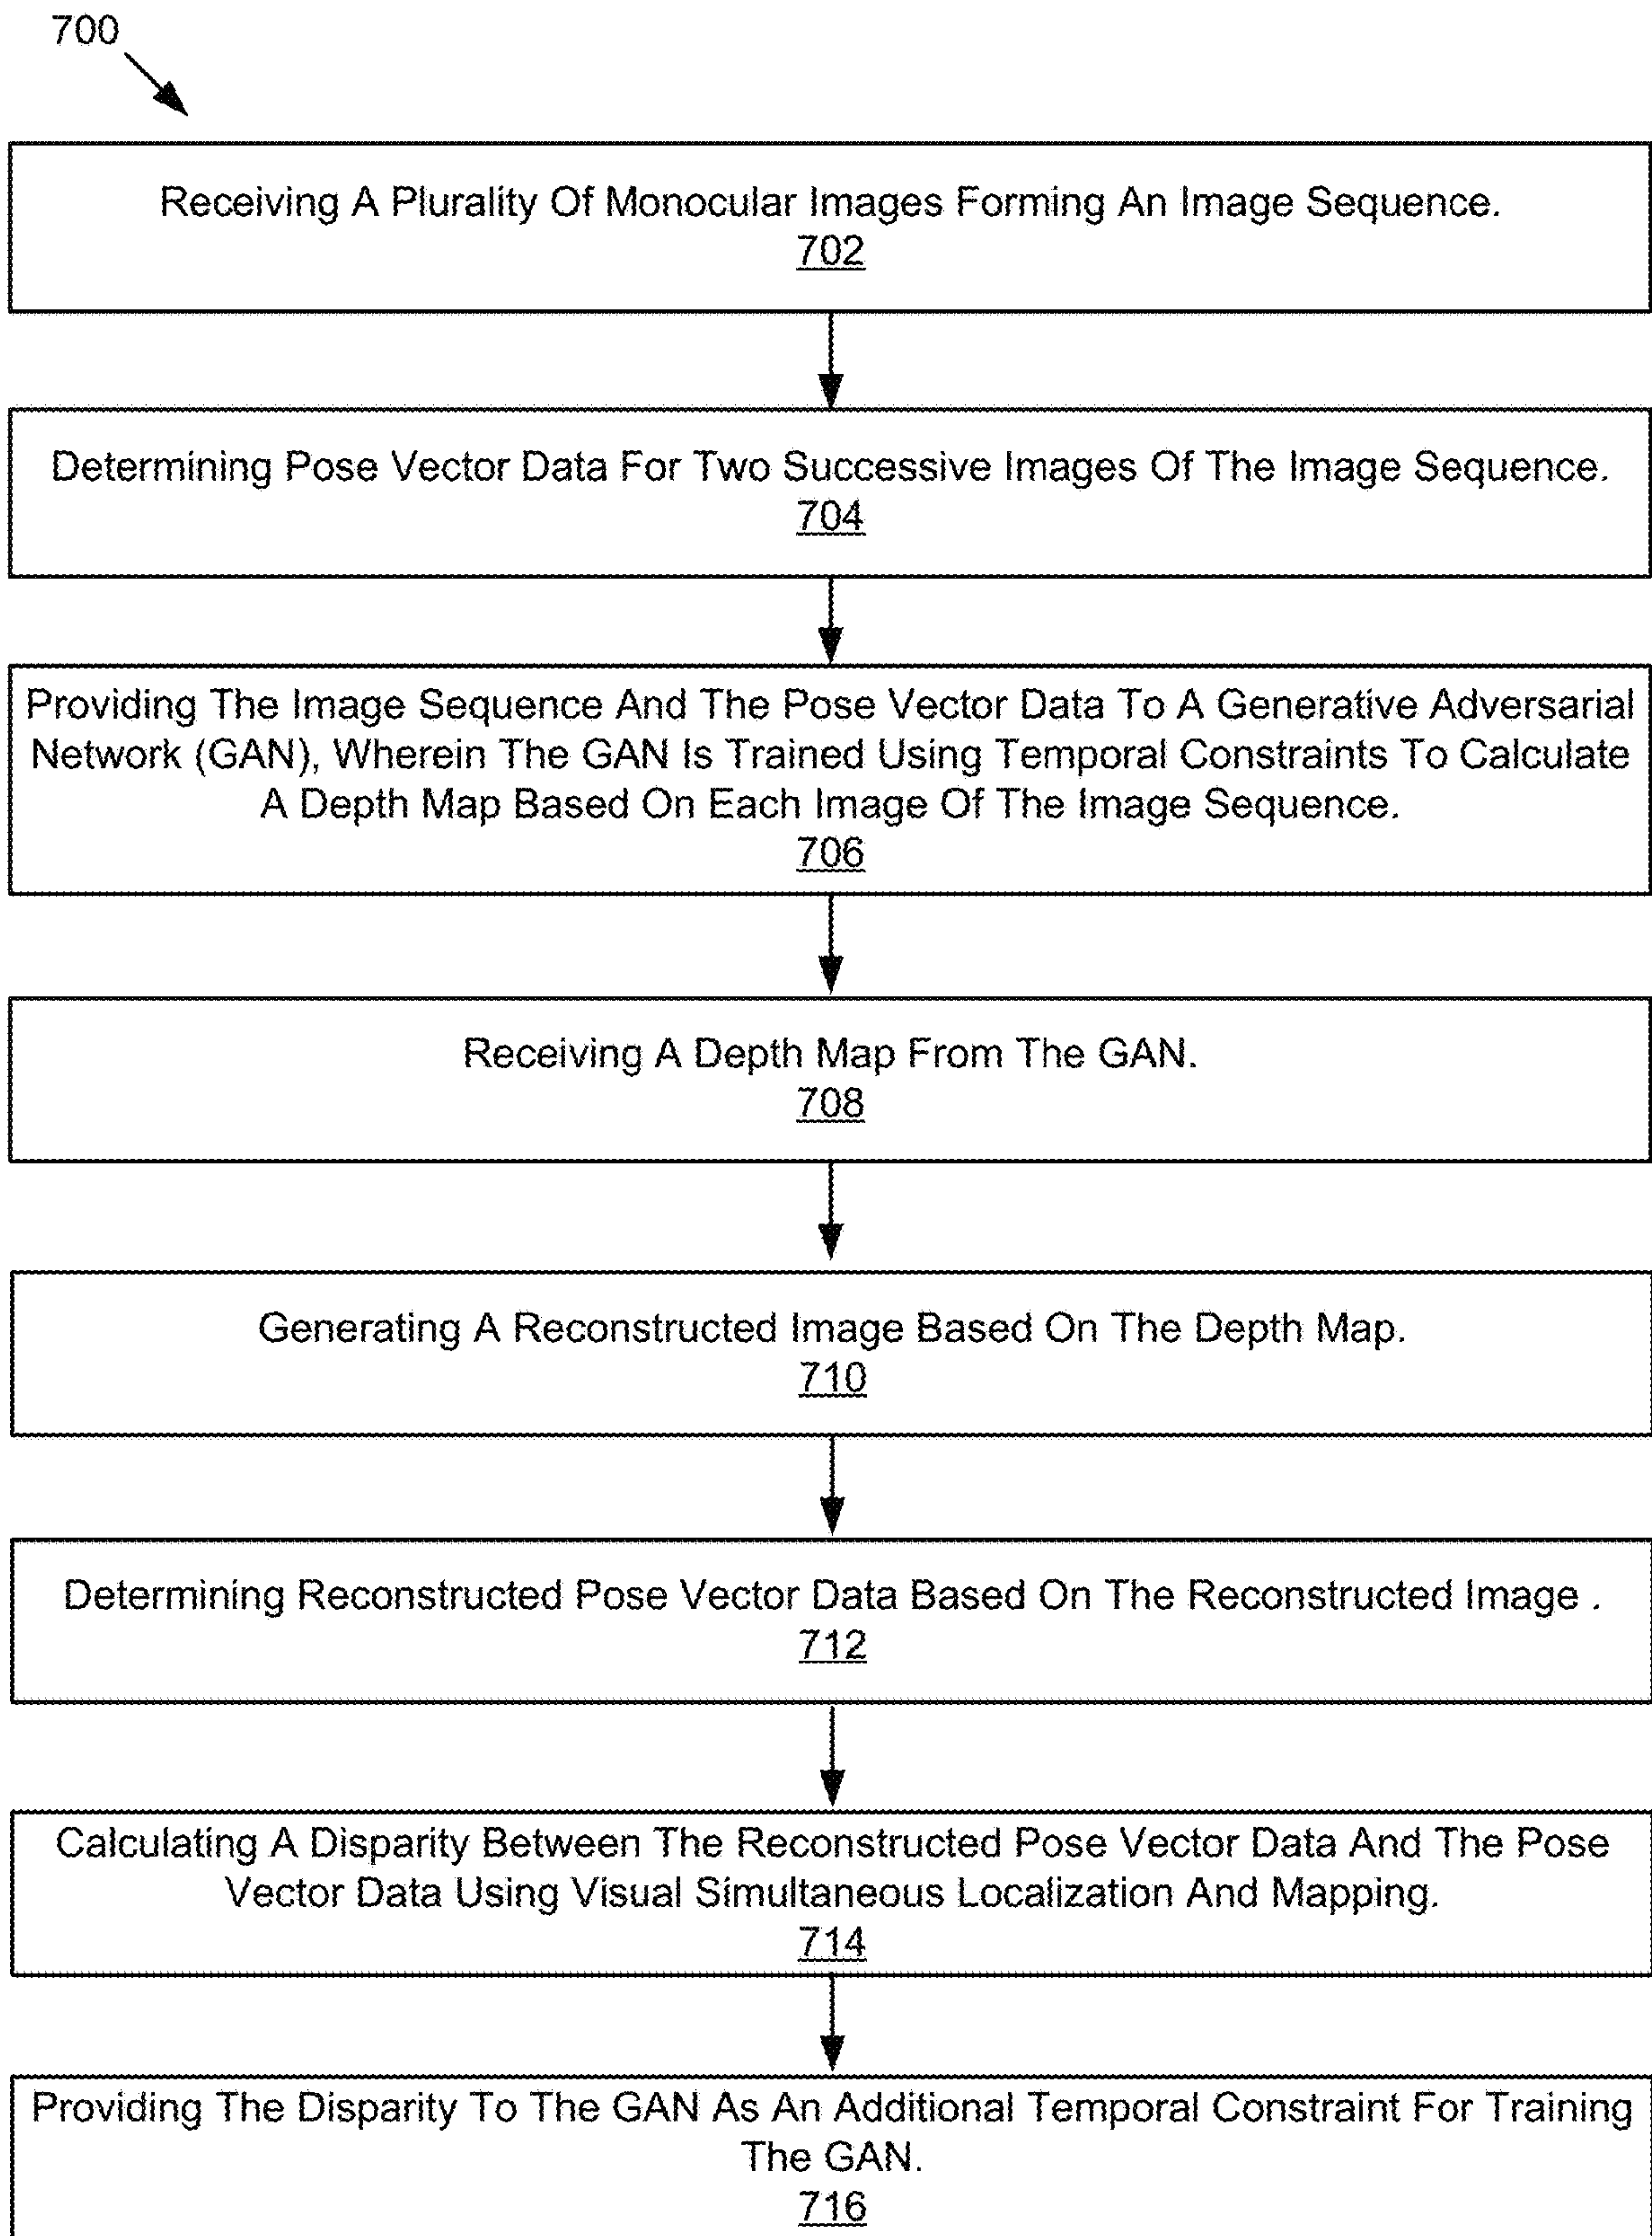 700
Receiving A Plurality Of Monocular Images Forming An Image Sequence.
702
Determining Pose Vector Data For Two Successive Images Of The Image Sequence.
704
Providing The Image Sequence And The Pose Vector Data To A Generative Adversarial
Network (GAN), Wherein The GAN Is Trained Using Temporal Constraints To Calculate
A Depth Map Based On Each Image Of The Image Sequence.
706
Receiving A Depth Map From The GAN.
708
Generating A Reconstructed Image Based On The Depth Map.
710
Determining Reconstructed Pose Vector Data Based On The Reconstructed Image .
712
Calculating A Disparity Between The Reconstructed Pose Vector Data And The Pose
Vector Data Using Visual Simultaneous Localization And Mapping.
714
Providing The Disparity To The GAN As An Additional Temporal Constraint For Training
The GAN.
716